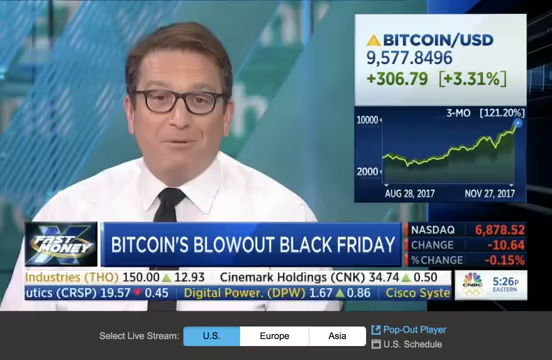 BITCOIN/USD
9,577.8496
+306.79 [+3.31%]
3-MO [121.20%]
10000
2000
AUG 28, 2017 NOV 27, 2017
FAST MONEY
BITCOIN'S BLOWOUT BLACK FRIDAY
NASDAQ 6,878.52
CHANGE -10.64
% CHANGE -0.15%
Industries (THO) 150.00 ▲ 12.93 Cinemark Holdings (CNK) 34.74 ▲ 0.50
utics (CRSP) 19.57 ▼ 0.45 Digital Power. (DPW) 1.67 ▲ 0.86 Cisco Syste
CNBC
5:26P
EASTERN
Select Live Stream: U.S. Europe Asia
Pop-Out Player
U.S. Schedule